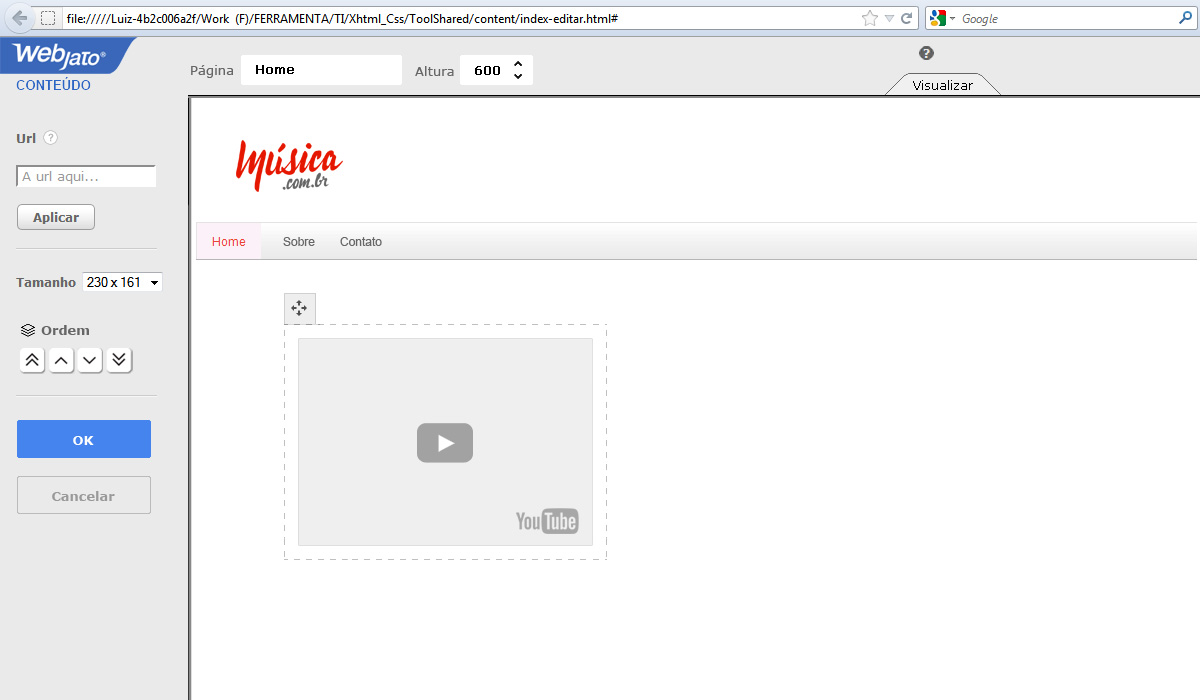 file://///Luiz-4b2c006a2f/Work (F)/FERRAMENTA/TI/Xhtml_Css/ToolShared/content/index-editar.html#
Google
WebJato®
CONTEÚDO
Página
Home
Altura
600
?
Visualizar
Url ?
A url aqui...
Aplicar
Tamanho 230 x 161
Ordem
OK
Cancelar
Música
.com.br
Home Sobre Contato
YouTube